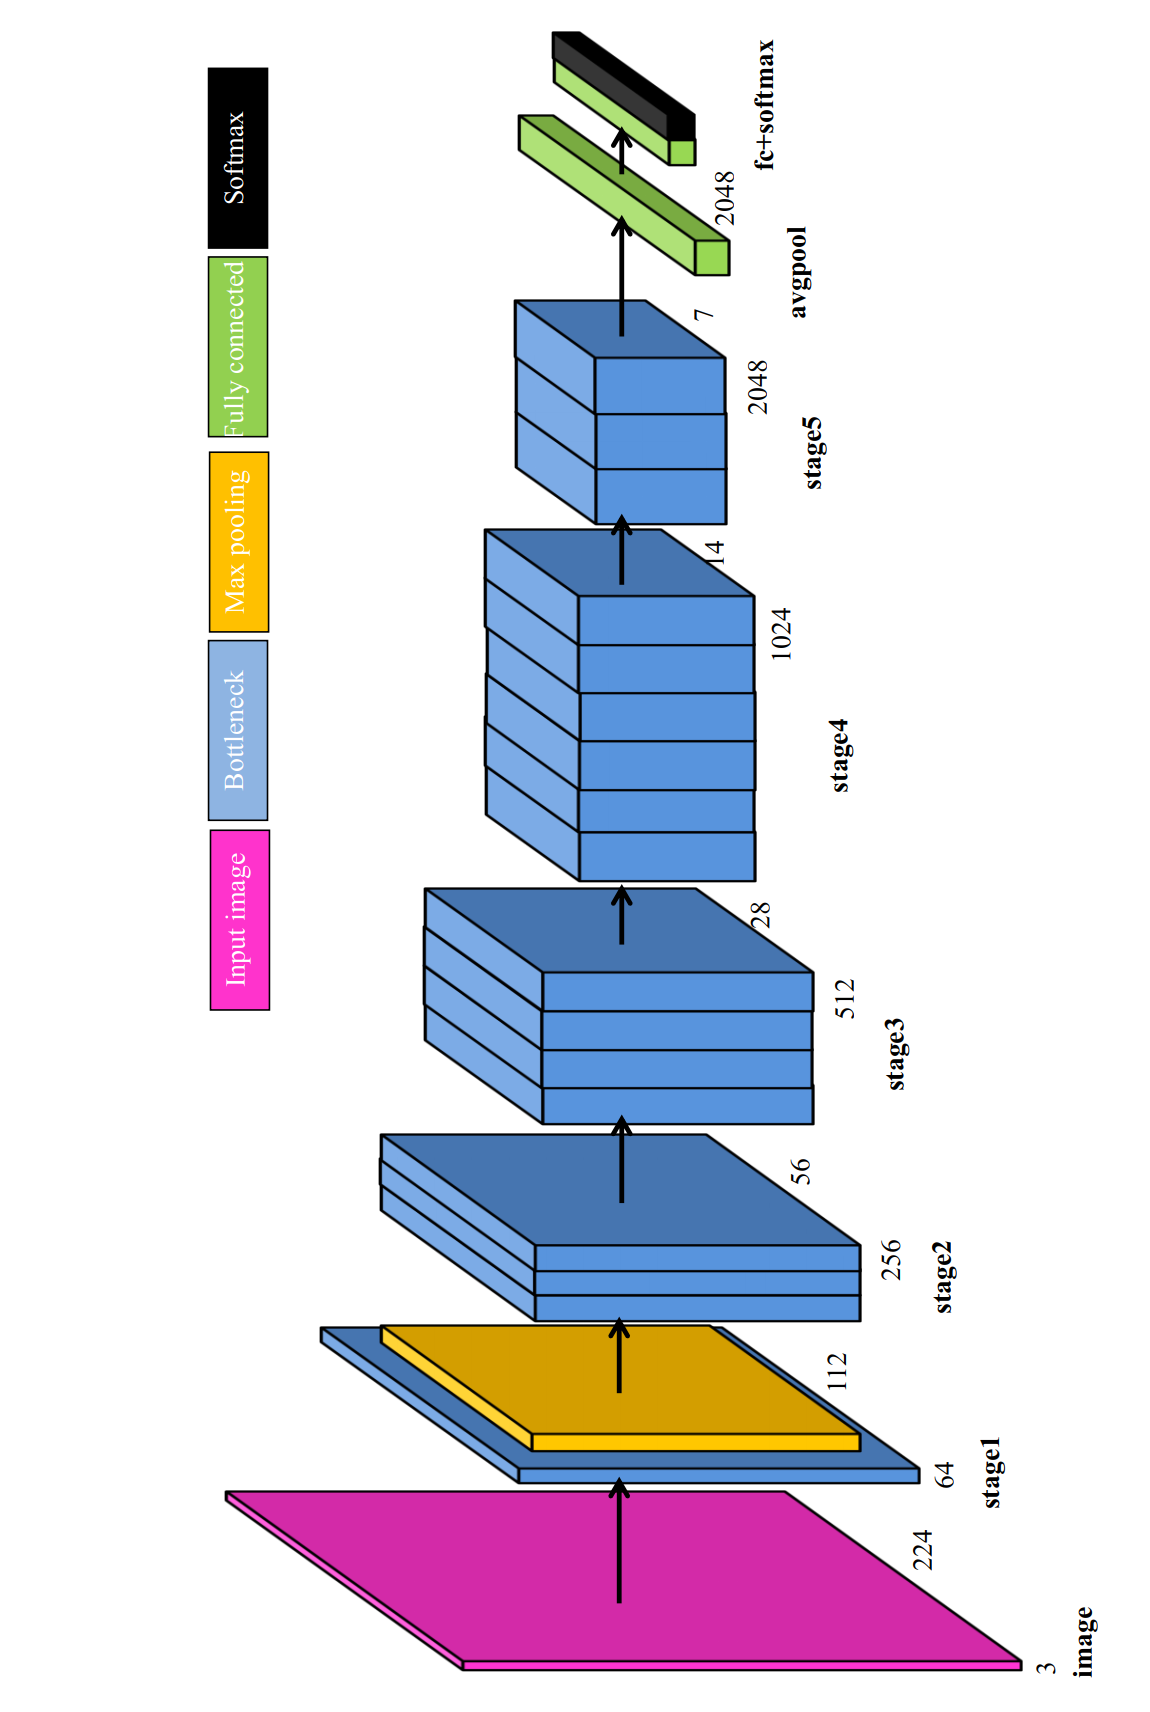 Input image
Bottleneck
Max pooling
Fully connected
Softmax
3
224
image
64
112
stage1
256
56
stage2
512
28
stage3
1024
14
stage4
2048
7
stage5
2048
avgpool
fc+softmax